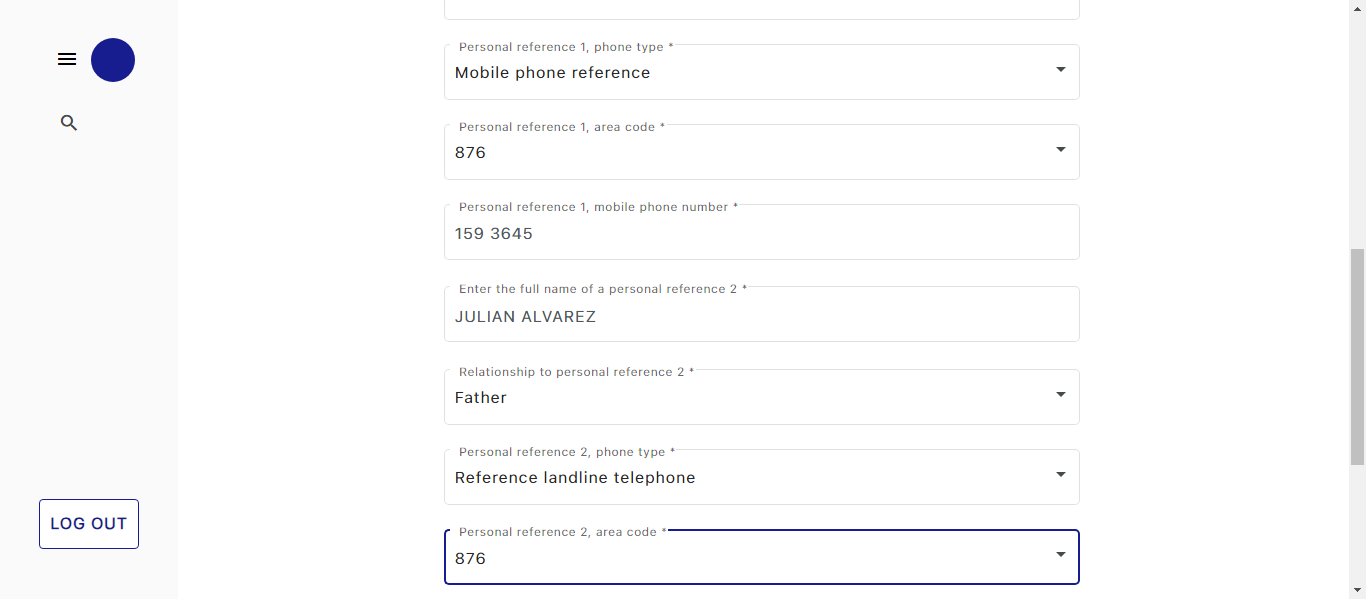 Personal reference 1, phone type *
Mobile phone reference
Personal reference 1, area code *
876
Personal reference 1, mobile phone number *
159 3645
Enter the full name of a personal reference 2 *
JULIAN ALVAREZ
Relationship to personal reference 2 *
Father
Personal reference 2, phone type *
Reference landline telephone
LOG OUT
Personal reference 2, area code *
876